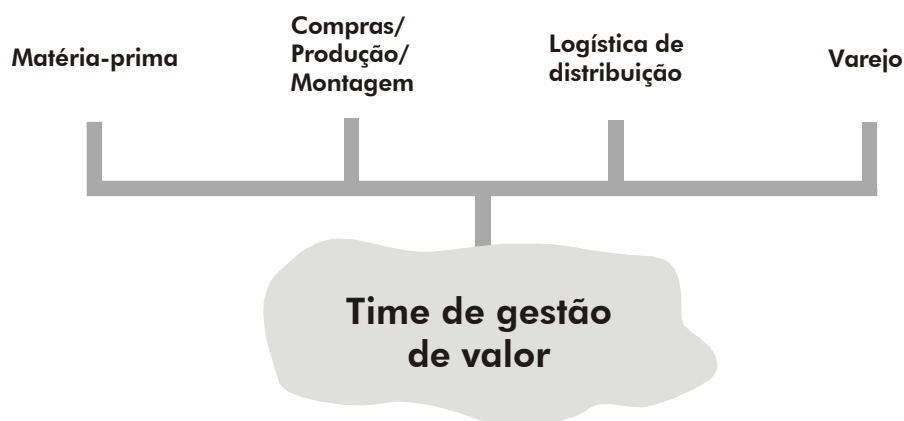 Matéria-prima
Compras/
Produção/
Montagem
Logística de
distribuição
Varejo
Time de gestão
de valor